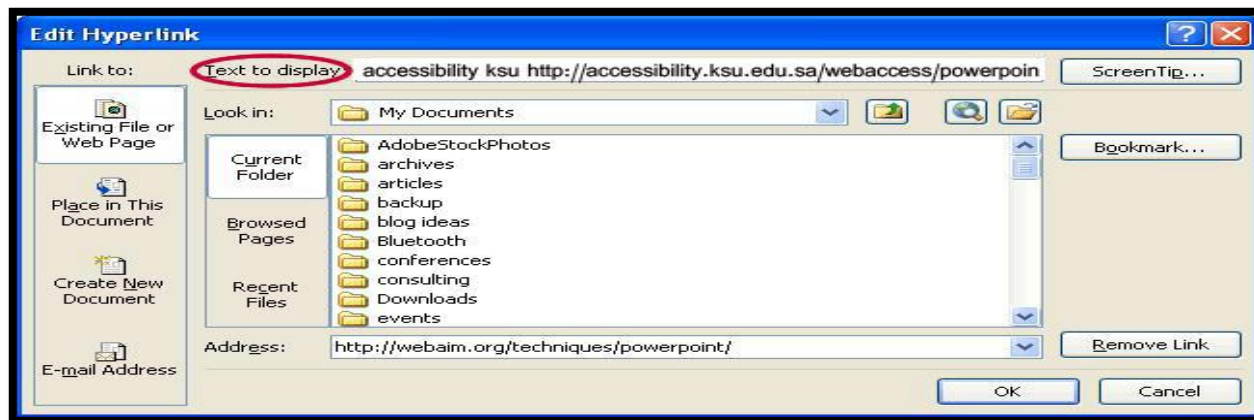 Edit Hyperlink
Link to:
Text to display: accessibility ksu http://accessibility.ksu.edu.sa/webaccess/powerpoin
ScreenTip...
Existing File or
Web Page
Place in This
Document
Create New
Document
E-mail Address
Look in:
My Documents
Current
Folder
Browsed
Pages
Recent
Files
AdobeStockPhotos
archives
articles
backup
blog ideas
Bluetooth
conferences
consulting
Downloads
events
Bookmark...
Address:
http://webaim.org/techniques/powerpoint/
Remove Link
OK
Cancel